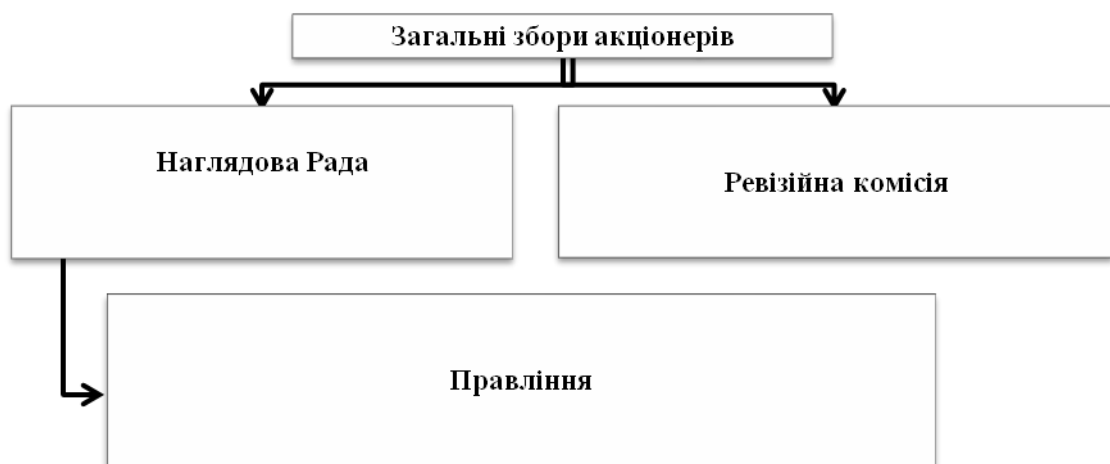 Загальні збори акціонерів
Наглядова Рада
Ревізійна комісія
Правління